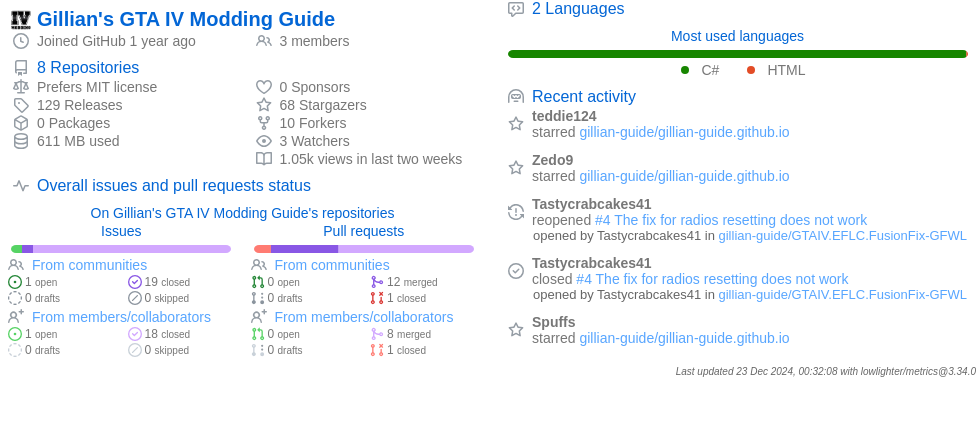 Gillian's GTA IV Modding Guide
Joined GitHub 1 year ago
3 members
8 Repositories
Prefers MIT license
129 Releases
0 Packages
611 MB used
0 Sponsors
68 Stargazers
10 Forkers
3 Watchers
1.05k views in last two weeks
Overall issues and pull requests status
On Gillian's GTA IV Modding Guide's repositories
Issues
From communities
1 open
19 closed
0 drafts
0 skipped
From members/collaborators
1 open
18 closed
0 drafts
0 skipped
Pull requests
From communities
0 open
12 merged
0 drafts
1 closed
From members/collaborators
0 open
8 merged
0 drafts
1 closed
2 Languages
Most used languages
C#
HTML
Recent activity
teddie124
starred gillian-guide/gillian-guide.github.io
Zedo9
starred gillian-guide/gillian-guide.github.io
Tastycrabcakes41
reopened #4 The fix for radios resetting does not work
opened by Tastycrabcakes41 in gillian-guide/GTAIV.EFLC.FusionFix-GFWL
Tastycrabcakes41
closed #4 The fix for radios resetting does not work
opened by Tastycrabcakes41 in gillian-guide/GTAIV.EFLC.FusionFix-GFWL
Spuffs
starred gillian-guide/gillian-guide.github.io
Last updated 23 Dec 2024, 00:32:08 with lowlighter/metrics@3.34.0